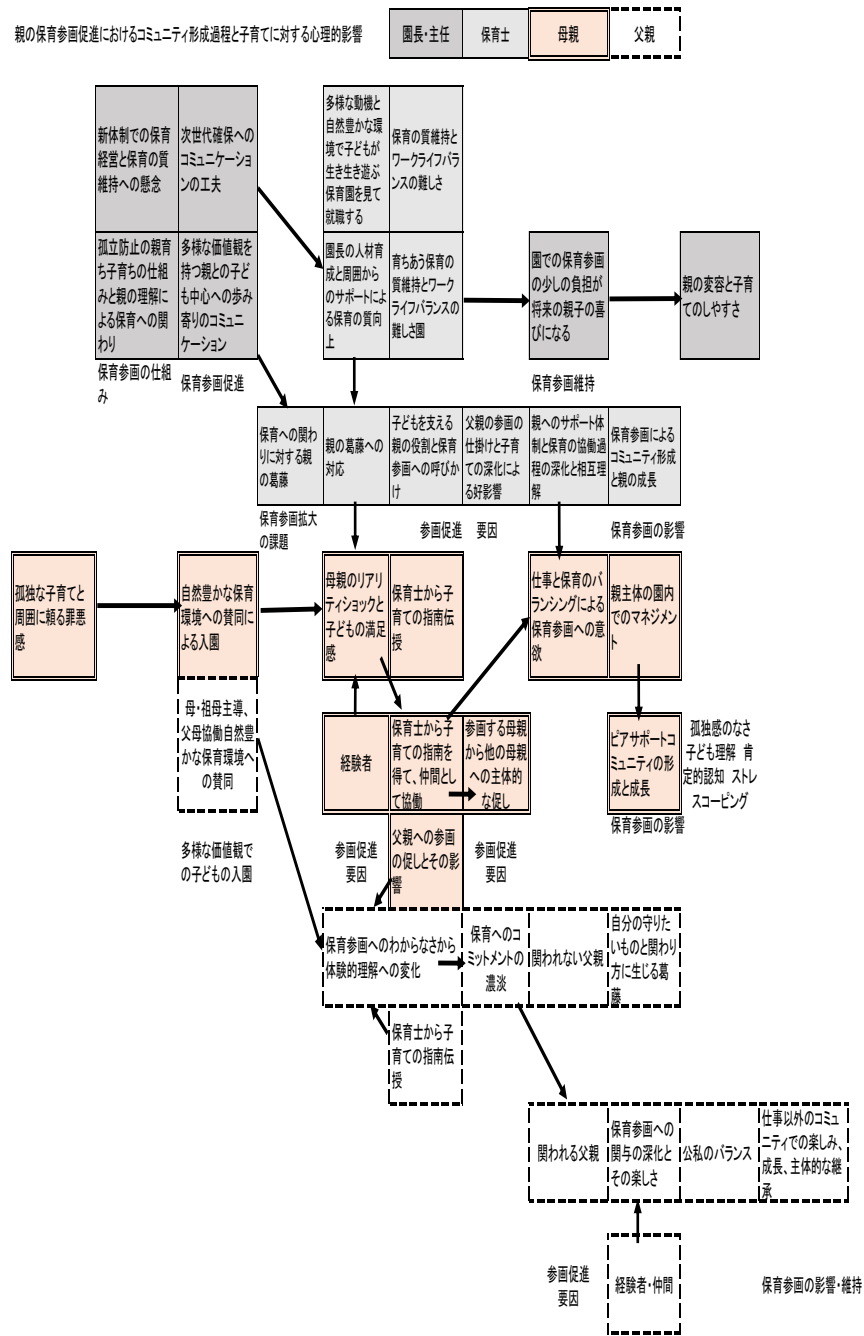 親の保育参画促進におけるコミュニティ形成過程と子育てに対する心理的影響
園長・主任
保育士
母親
父親
新体制での保育
経営と保育の質
維持への懸念
次世代確保への
コミュニケーショ
ンの工夫
多様な動機と
自然豊かな環
境で子どもが
生き生き遊ぶ
保育園を見て
就職する
保育の質維持と
ワークライフバラ
ンスの難しさ
孤立防止の親育
ち子育ちの仕組
みと親の理解に
よる保育への関
わり
多様な価値観を
持つ親との子ど
も中心への歩み
寄りのコミュニ
ケーション
園長の人材育
成と周囲から
のサポートによ
る保育の質向
上
育ちあう保育の
質維持とワーク
ライフバランスの
難しさ園
園での保育参画
の少しの負担が
将来の親子の喜
びになる
親の変容と子育
てのしやすさ
保育参画の仕組
み
保育参画促進
保育参画維持
保育への関わ
りに対する親
の葛藤
親の葛藤への
対応
子どもを支える
親の役割と保育
参画への呼びか
け
父親の参画の
仕掛けと子育
ての深化によ
る好影響
親へのサポート体
制と保育の協働過
程の深化と相互理
解
保育参画による
コミュニティ形成
と親の成長
保育参画拡大
の課題
参画促進 要因
保育参画の影響
孤独な子育てと
周囲に頼る罪悪
感
自然豊かな保育
環境への賛同によ
る入園
母親のリアリ
ティショックと
子どもの満足
感
保育士から子
育ての指南伝
授
仕事と保育のバ
ランシングによる
保育参画への意
欲
親主体の園内
でのマネジメン
ト
母・祖母主導、
父母協働自然豊
かな保育環境へ
の賛同
経験者
保育士から子
育ての指南を
得て、仲間とし
て協働
参画する母親
から他の母親
への主体的
な促し
ピアサポートコ
ミュニティの形
成と成長
孤独感のなさ
子ども理解 肯
定的認知 ストレ
スコーピング
保育参画の影響
多様な価値観で
の子どもの入園
参画促進
要因
父親への参画
の促しとその影
響
参画促進
要因
保育参画へのわからなさから
体験的理解への変化
保育へのコ
ミットメントの
濃淡
関われない父親
自分の守りた
いものと関わり
方に生じる葛
藤
保育士から子
育ての指南伝
授
関われる父親
保育参画への
関与の深化と
その楽しさ
公私のバランス
仕事以外のコミュ
ニティでの楽しみ、
成長、主体的な継
承
参画促進
要因
経験者・仲間
保育参画の影響・維持